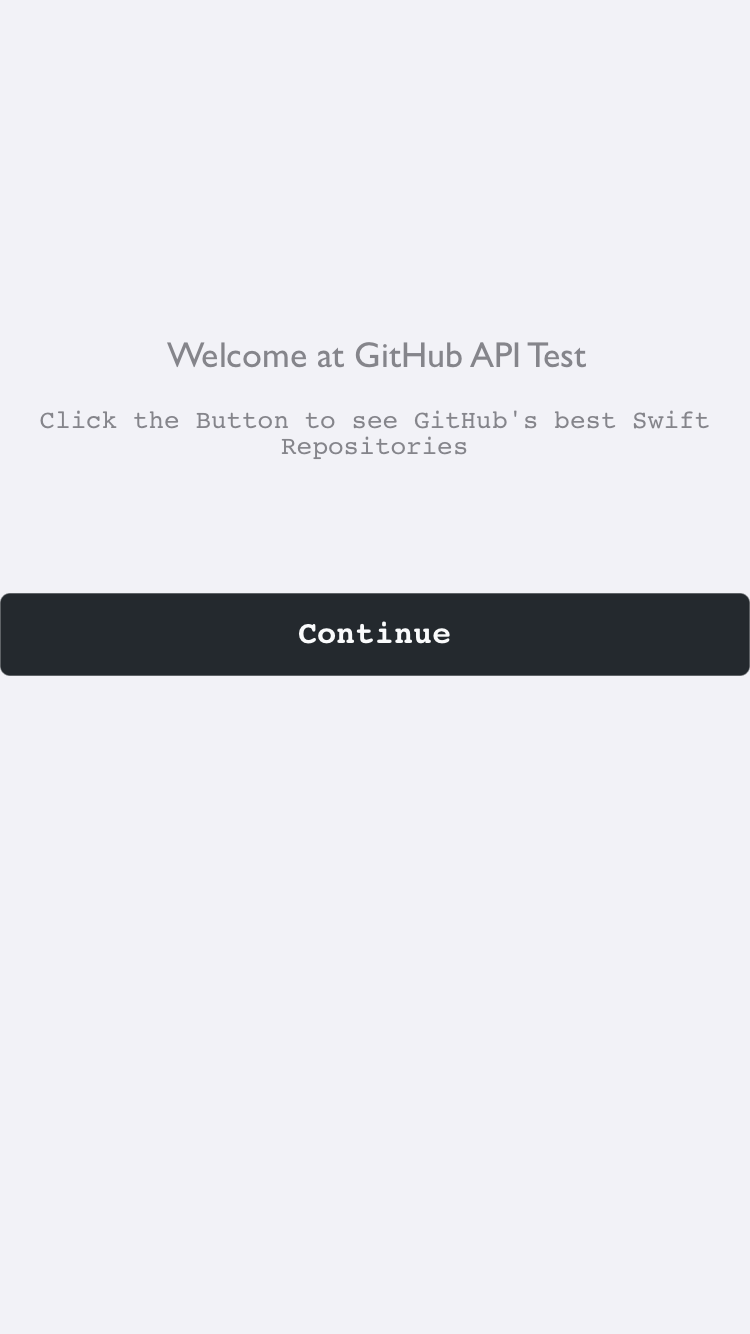 Welcome at GitHub API Test
Click the Button to see GitHub's best Swift
Repositories
Continue